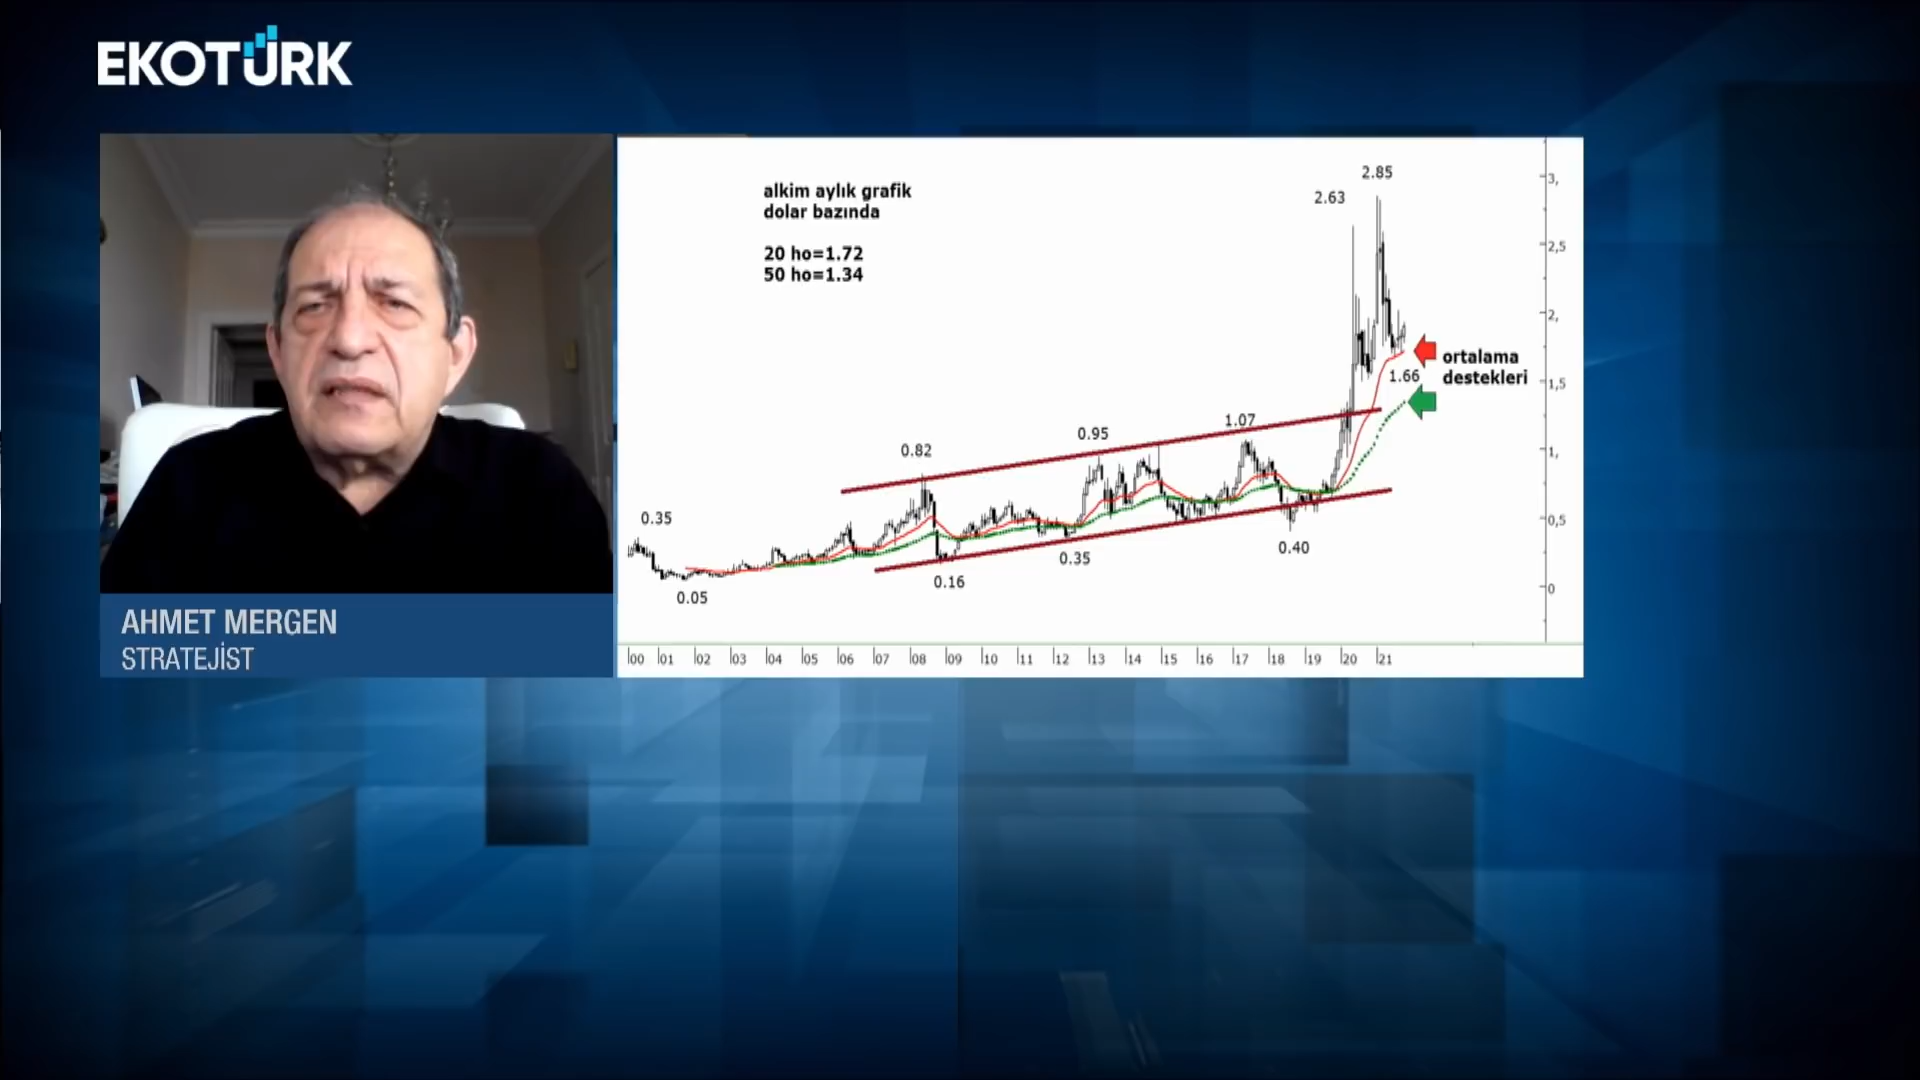 EKOTÜRK
AHMET MERGEN
STRATEJİST
alkim aylık grafik
dolar bazında
20 ho=1.72
50 ho=1.34
2.85
2.63
3,
2,5
2,
ortalama
destekleri
1.66
1,5
1.07
0.95
0.82
1,
0.35
0,5
0.40
0.35
0.16
0.05
0
00 01 02 03 04 05 06 07 08 09 10 11 12 13 14 15 16 17 18 19 20 21